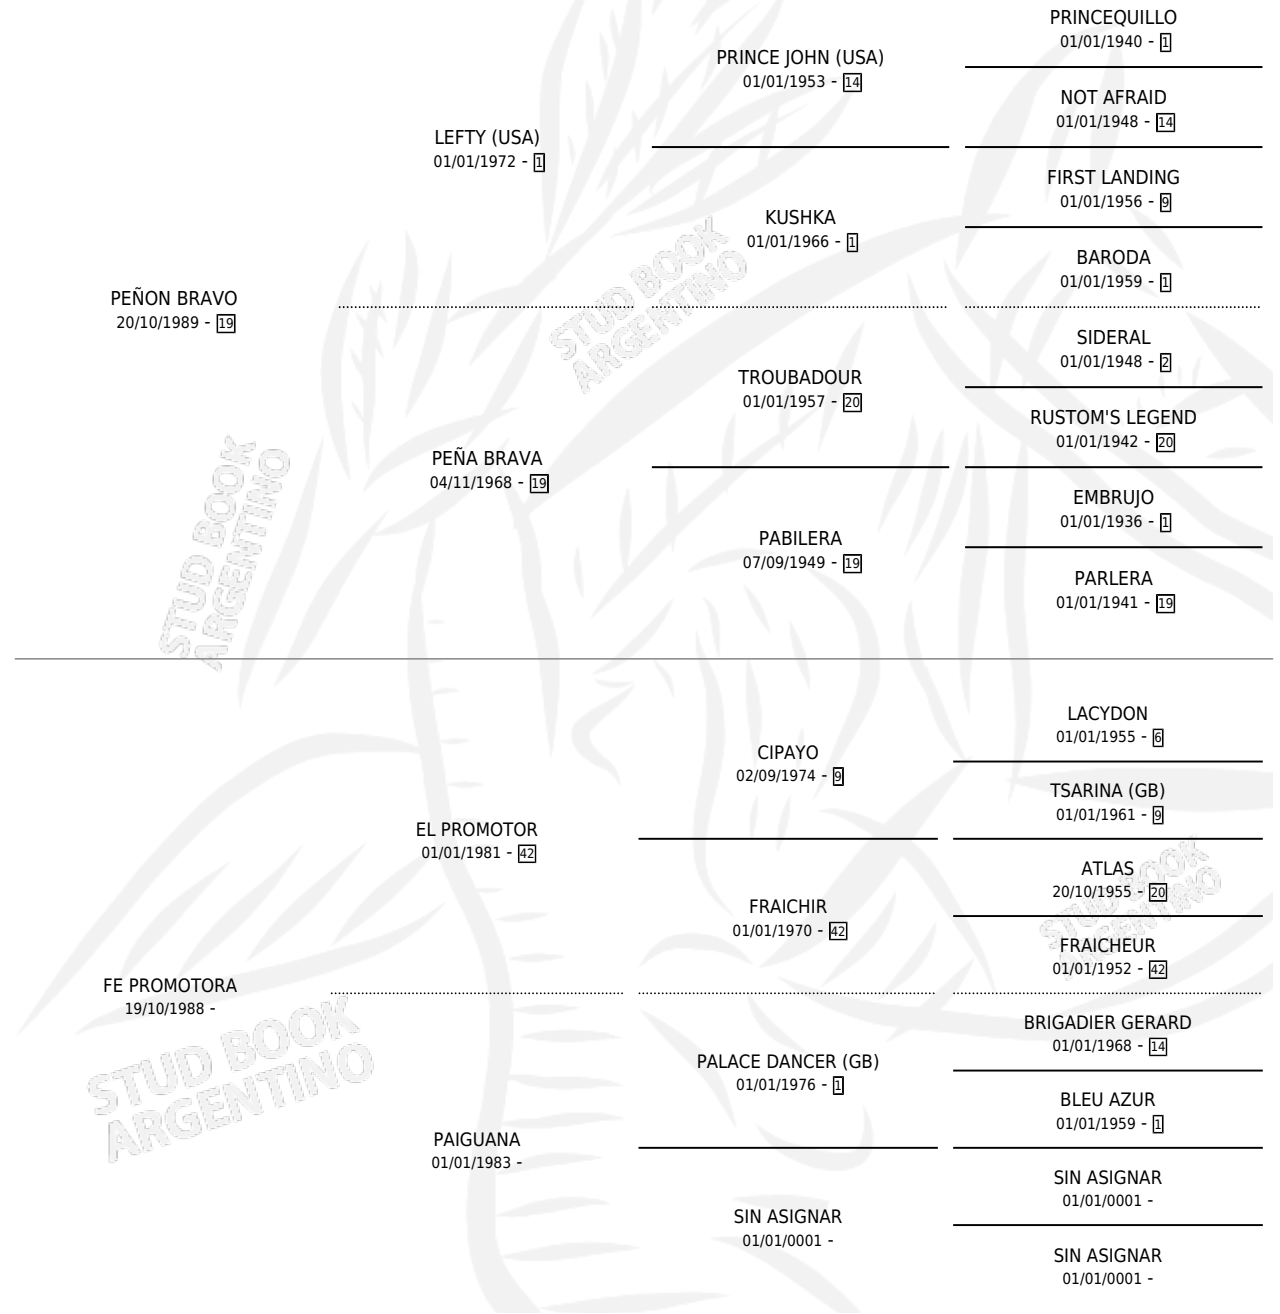 PRINCEQUILLO
01/01/1940 - 1
PRINCE JOHN (USA)
01/01/1953 - 14
NOT AFRAID
01/01/1948 - 14
LEFTY (USA)
01/01/1972 - 1
FIRST LANDING
01/01/1956 - 9
KUSHKA
01/01/1966 - 1
BARODA
01/01/1959 - 1
PEÑON BRAVO
20/10/1989 - 19
SIDERAL
01/01/1948 - 2
TROUBADOUR
01/01/1957 - 20
RUSTOM'S LEGEND
01/01/1942 - 20
PEÑA BRAVA
04/11/1968 - 19
EMBRUJO
01/01/1936 - 1
PABILERA
07/09/1949 - 19
PARLERA
01/01/1941 - 19
LACYDON
01/01/1955 - 6
CIPAYO
02/09/1974 - 9
TSARINA (GB)
01/01/1961 - 9
EL PROMOTOR
01/01/1981 - 42
ATLAS
20/10/1955 - 20
FRAICHIR
01/01/1970 - 42
FRAICHEUR
01/01/1952 - 42
FE PROMOTORA
19/10/1988 -
BRIGADIER GERARD
01/01/1968 - 14
PALACE DANCER (GB)
01/01/1976 - 1
BLEU AZUR
01/01/1959 - 1
PAIGUANA
01/01/1983 -
SIN ASIGNAR
01/01/0001 -
SIN ASIGNAR
01/01/0001 -
SIN ASIGNAR
01/01/0001 -
STUD BOOK
ARGENTINO
STUD BOOK
ARGENTINO
STUD BOOK
ARGENTINO
STUD BOOK
ARGENTINO